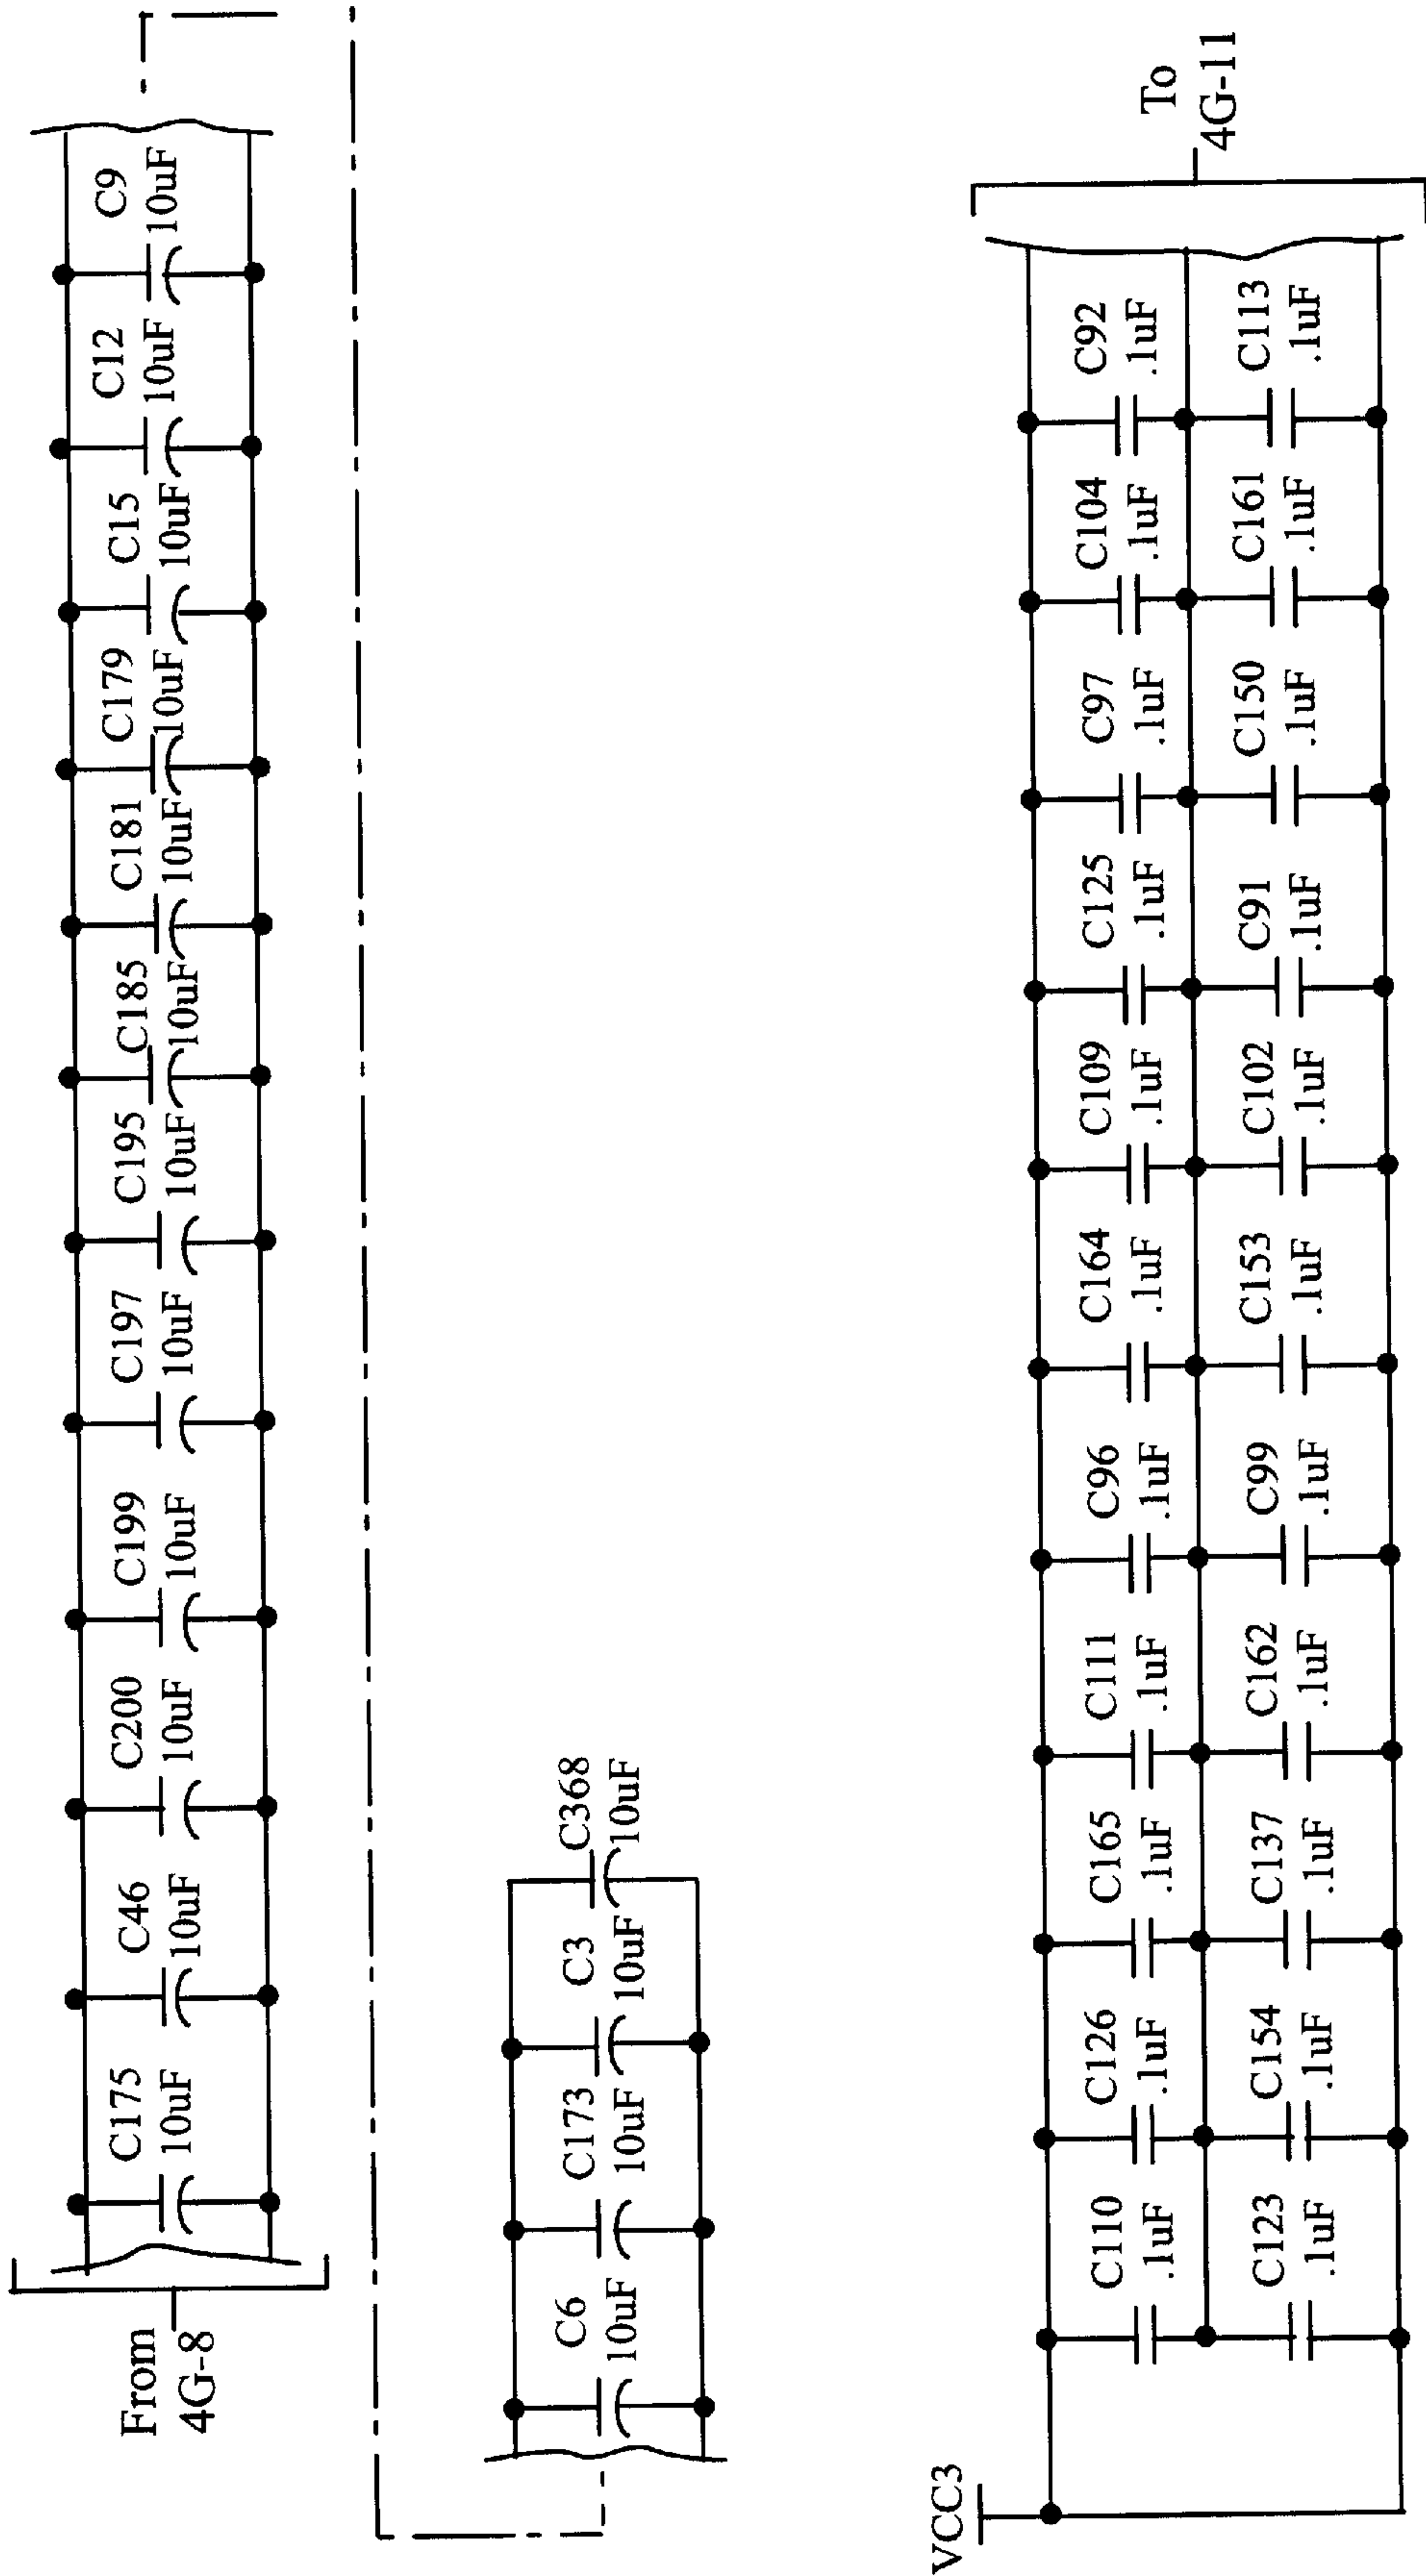 From
4G-8
C175
10uF
C46
10uF
C200
10uF
C199
10uF
C197
10uF
C195
10uF
C185
10uF
C181
10uF
C179
10uF
C15
10uF
C12
10uF
C9
10uF
C6
10uF
C173
10uF
C3
10uF
C368
10uF
VCC3
C110
.1uF
C126
.1uF
C165
.1uF
C111
.1uF
C96
.1uF
C164
.1uF
C109
.1uF
C125
.1uF
C97
.1uF
C104
.1uF
C92
.1uF
C123
.1uF
C154
.1uF
C137
.1uF
C162
.1uF
C99
.1uF
C153
.1uF
C102
.1uF
C91
.1uF
C150
.1uF
C161
.1uF
C113
.1uF
To
4G-11